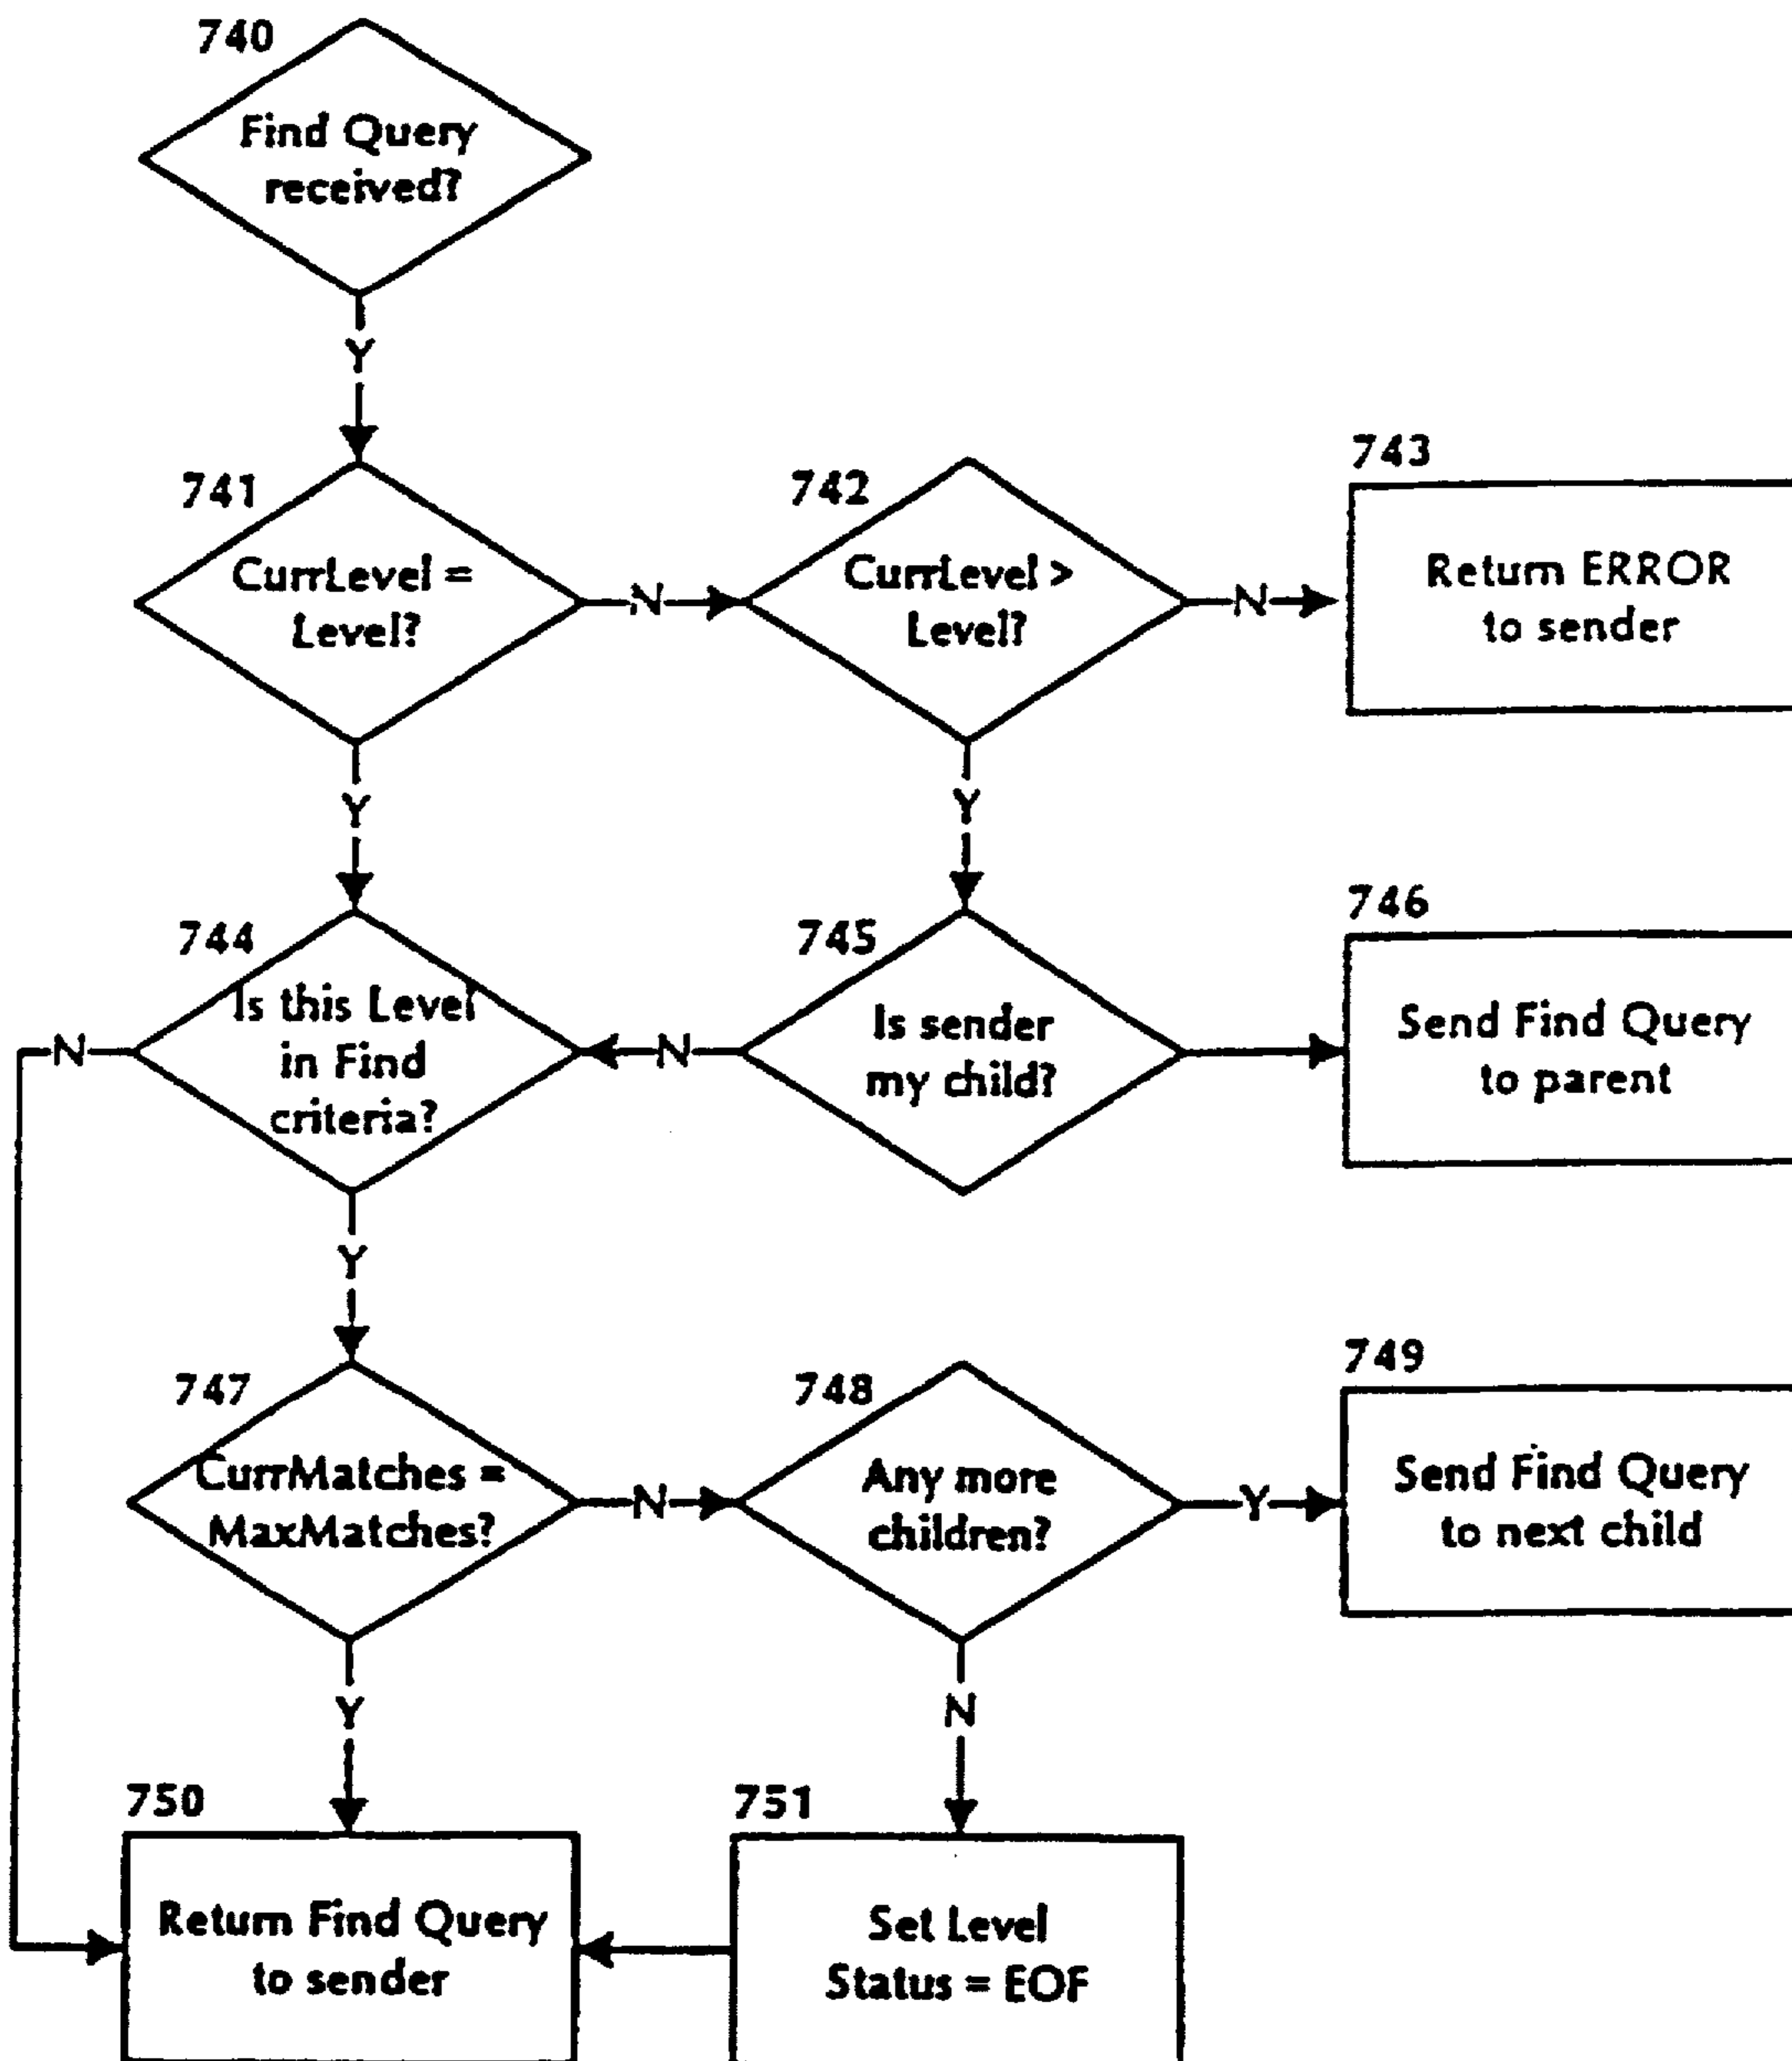 740
Find Query
received?
Y
741
CurrLevel =
Level?
N
742
CurrLevel >
Level?
N
743
Return ERROR
to sender
Y
Y
744
Is this Level
in Find
criteria?
N
N
745
Is sender
my child?
746
Send Find Query
to parent
Y
747
CurrMatches =
MaxMatches?
N
748
Any more
children?
Y
749
Send Find Query
to next child
Y
N
750
Return Find Query
to sender
751
Set Level
Status = EOF